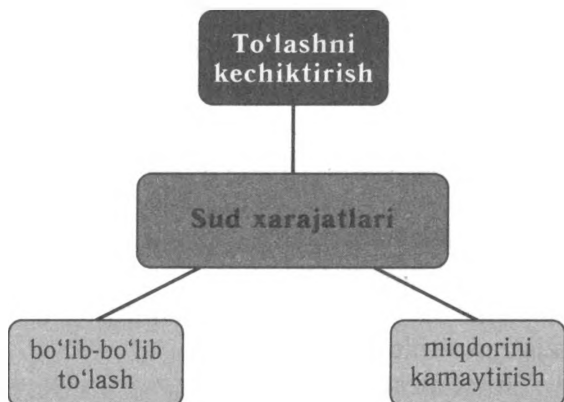 To‘lashni
kechiktirish
Sud xarajatlari
bo‘lib-bo‘lib
to‘lash
miqdorini
kamaytirish